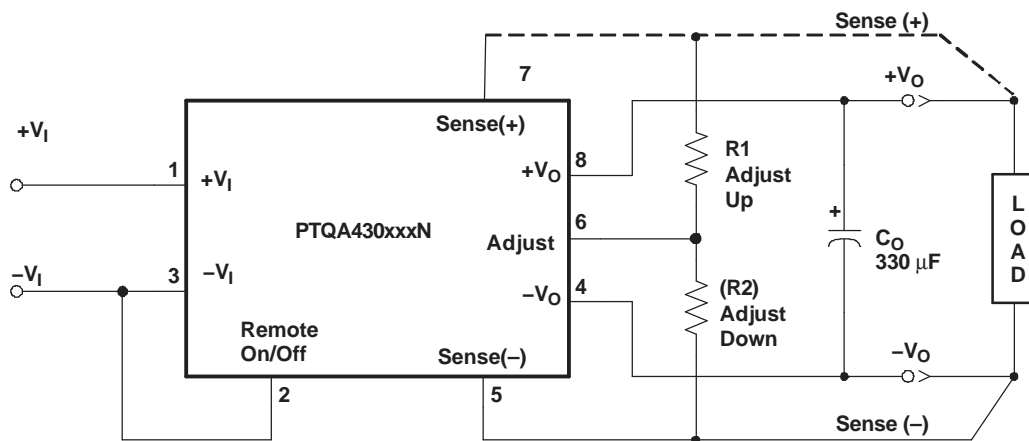 Sense (+)
7
+VO
+VI
Sense(+)
8
R1
Adjust
Up
1
+VI
+VO
PTQA430xxxN
6
Adjust
+
CO
330 μF
L
O
A
D
–VI
3
–VI
–VO
4
(R2)
Adjust
Down
Remote
On/Off
Sense(–)
–VO
2
5
Sense (–)